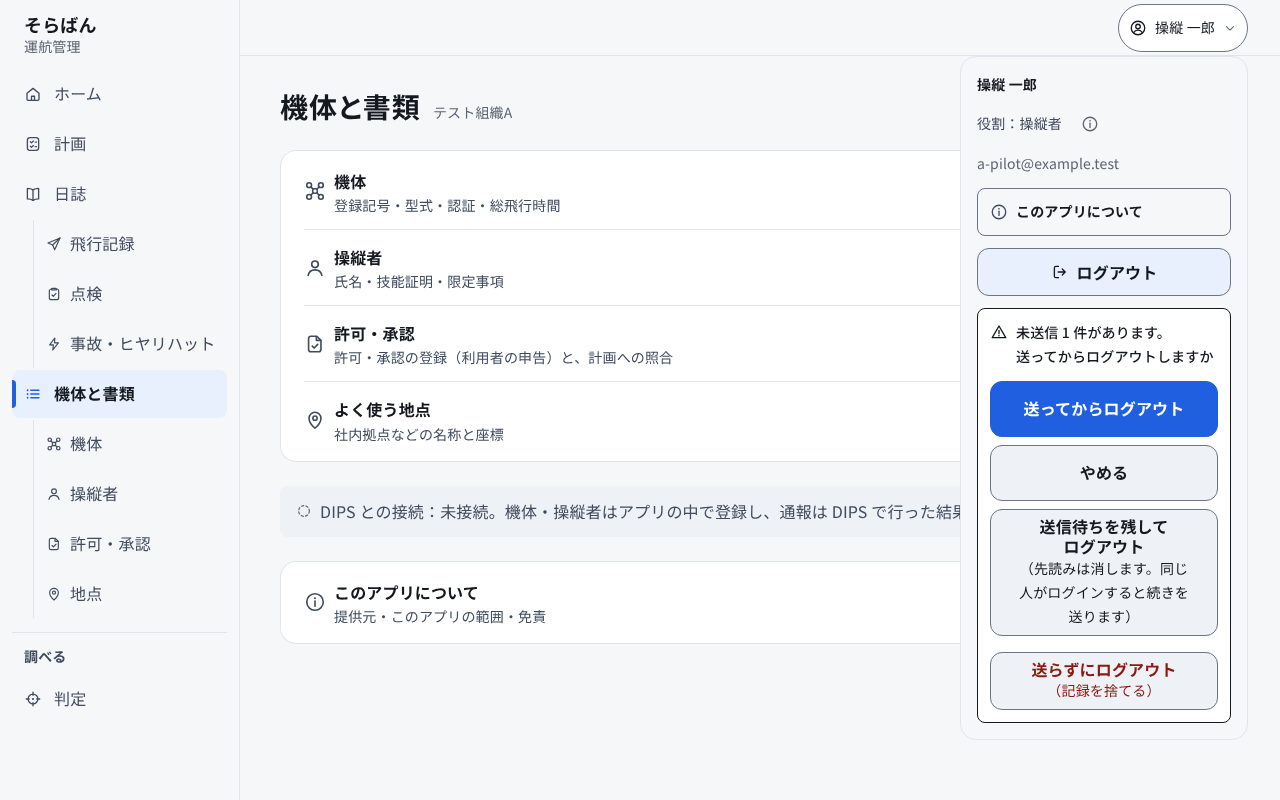 そらばん
運航管理
ホーム
計画
日誌
飛行記録
点検
事故・ヒヤリハット
機体と書類
機体
操縦者
許可・承認
地点
調べる
判定
操縦 一郎
機体と書類 テスト組織A
機体
登録記号・型式・認証・総飛行時間
操縦者
氏名・技能証明・限定事項
許可・承認
許可・承認の登録（利用者の申告）と、計画への照合
よく使う地点
社内拠点などの名称と座標
DIPS との接続：未接続。機体・操縦者はアプリの中で登録し、通報は DIPS で行った結果
このアプリについて
提供元・このアプリの範囲・免責
操縦 一郎
役割：操縦者
a-pilot@example.test
このアプリについて
ログアウト
未送信 1 件があります。
送ってからログアウトしますか
送ってからログアウト
やめる
送信待ちを残して
ログアウト
（先読みは消します。同じ
人がログインすると続きを
送ります）
送らずにログアウト
（記録を捨てる）